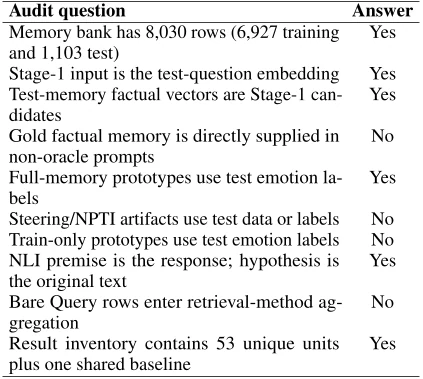 Audit question Answer
Memory bank has 8,030 rows (6,927 training Yes
and 1,103 test)
Stage-1 input is the test-question embedding Yes
Test-memory factual vectors are Stage-1 can- Yes
didates
Gold factual memory is directly supplied in No
non-oracle prompts
Full-memory prototypes use test emotion la- Yes
bels
Steering/NPTI artifacts use test data or labels No
Train-only prototypes use test emotion labels No
NLI premise is the response; hypothesis is Yes
the original text
Bare Query rows enter retrieval-method ag- No
gregation
Result inventory contains 53 unique units Yes
plus one shared baseline